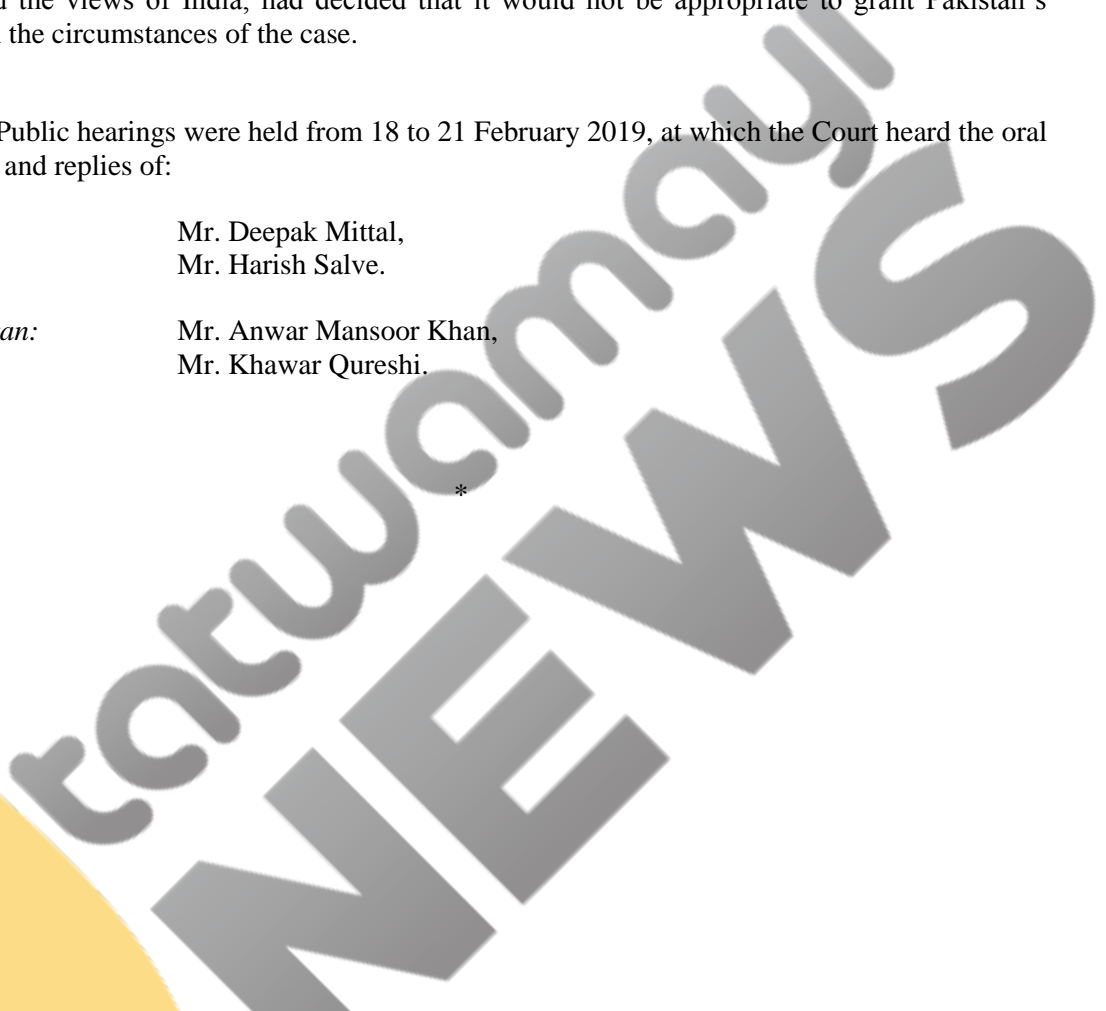 the views of India, had decided that it would not be appropriate to grant Pakistan’s
the circumstances of the case.
Public hearings were held from 18 to 21 February 2019, at which the Court heard the oral
and replies of:
Mr. Deepak Mittal,
Mr. Harish Salve.
an: Mr. Anwar Mansoor Khan,
Mr. Khawar Qureshi.
*
tatwamayi
NEWS